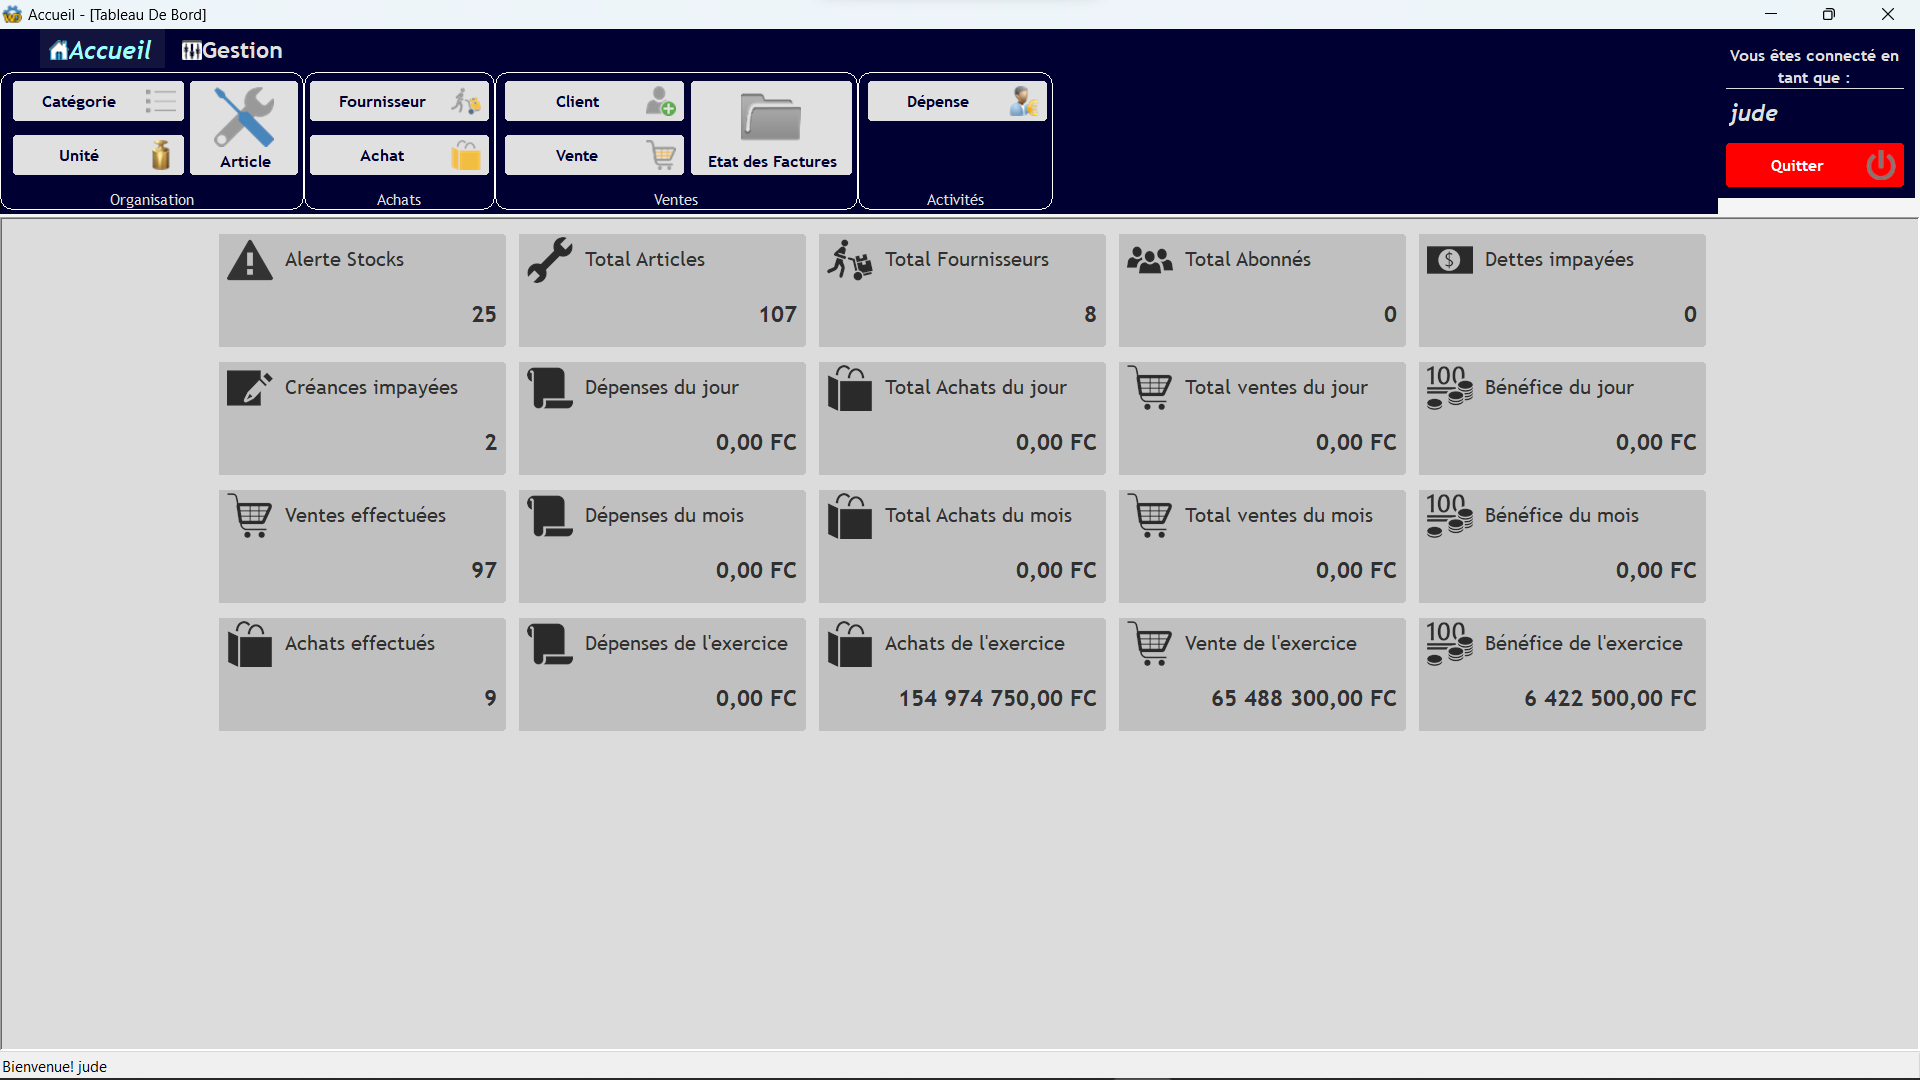 Accueil - [Tableau De Bord]
Accueil
Gestion
Vous êtes connecté en
tant que :
jude
Quitter
Catégorie
Unité
Article
Organisation
Fournisseur
Achat
Achats
Client
Vente
Etat des Factures
Ventes
Dépense
Activités
Alerte Stocks
25
Total Articles
107
Total Fournisseurs
8
Total Abonnés
0
$
Dettes impayées
0
Créances impayées
2
Dépenses du jour
0,00 FC
Total Achats du jour
0,00 FC
Total ventes du jour
0,00 FC
100
Bénéfice du jour
0,00 FC
Ventes effectuées
97
Dépenses du mois
0,00 FC
Total Achats du mois
0,00 FC
Total ventes du mois
0,00 FC
100
Bénéfice du mois
0,00 FC
Achats effectués
9
Dépenses de l'exercice
0,00 FC
Achats de l'exercice
154 974 750,00 FC
Vente de l'exercice
65 488 300,00 FC
100
Bénéfice de l'exercice
6 422 500,00 FC
Bienvenue! jude